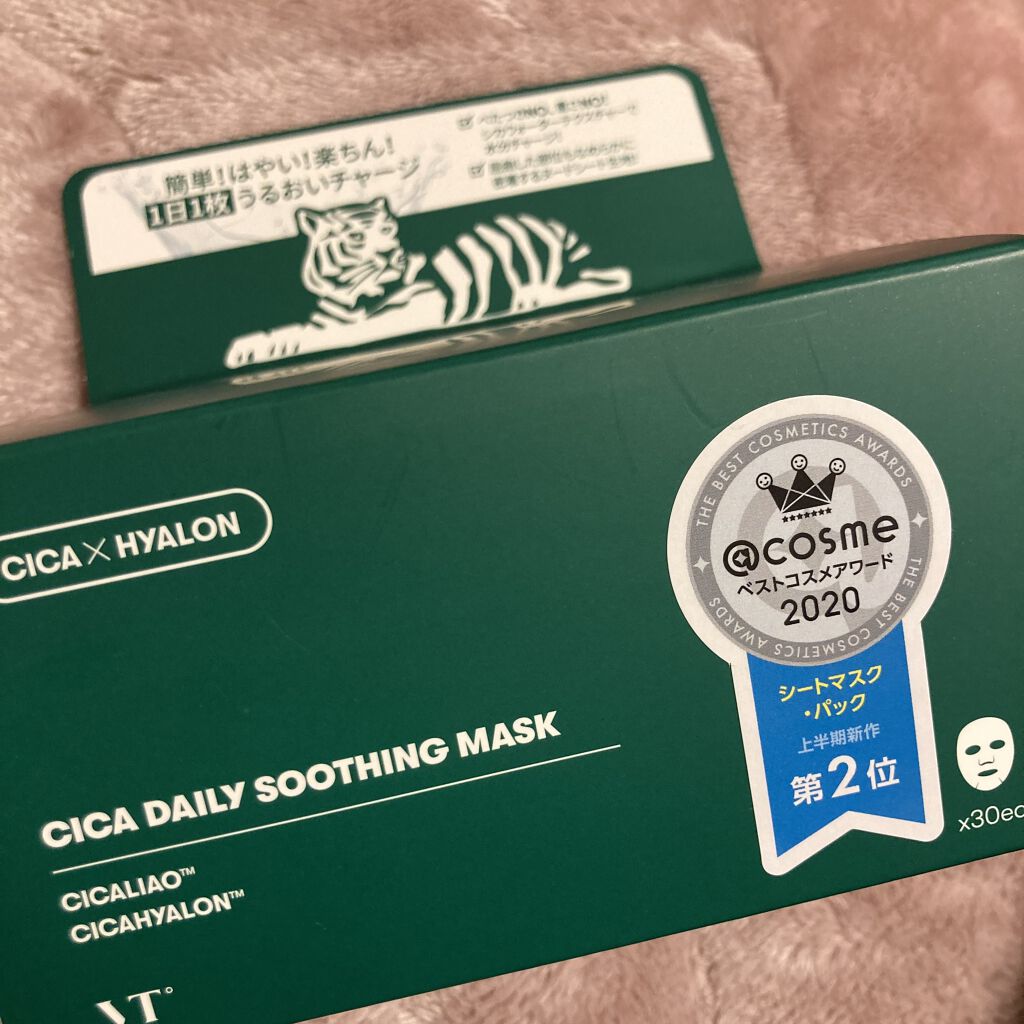 簡単！はやい！楽ちん！
1日1枚うるおいチャージ
CICA×HYALON
THE BEST COSMETICS AWARDS
@cosme
ベストコスメアワード
2020
THE BEST COSMETICS AWARDS
シートマスク
・パック
上半期新作
第2位
x30ea
CICA DAILY SOOTHING MASK
CICALIAO™
CICAHYALON™
VT°